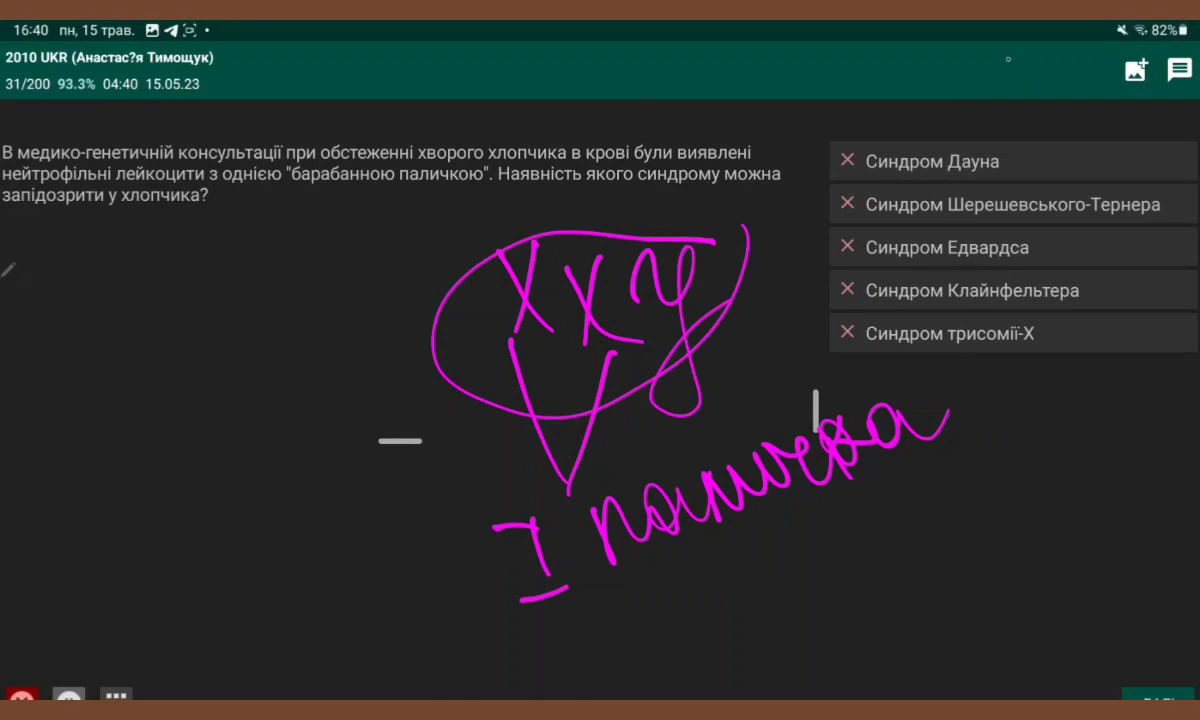 16:40 пн, 15 трав. 82%
2010 UKR (Анастас?я Тимощук)
31/200 93.3% 04:40 15.05.23
В медико-генетичній консультації при обстеженні хворого хлопчика в крові були виявлені
нейтрофільні лейкоцити з однією "барабанною паличкою". Наявність якого синдрому можна
запідозрити у хлопчика?
Синдром Дауна
Синдром Шерешевського-Тернера
Синдром Едвардса
Синдром Клайнфельтера
Синдром трисомії-Х
ХХУ
1 паличка